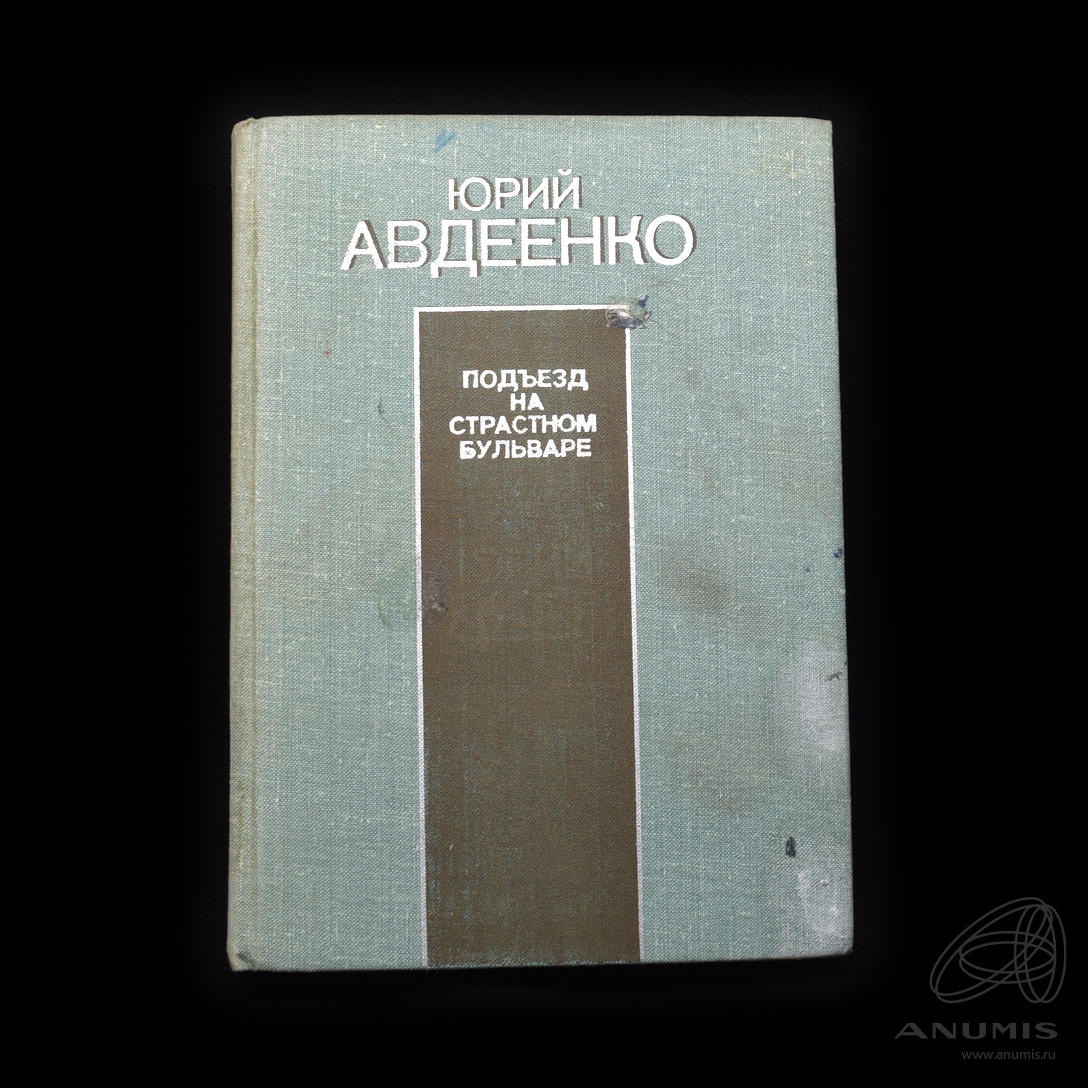 ЮРИЙ
АВДЕЕНКО
ПОДЪЕЗД
НА
СТРАСТНОМ
БУЛЬВАРЕ
ANUMIS
www.anumis.ru